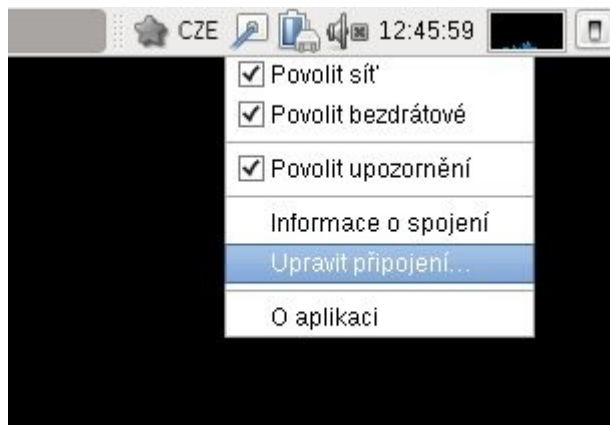 CZE 12:45:59
Povolit síť
Povolit bezdrátové
Povolit upozornění
Informace o spojení
Upravit připojení...
O aplikaci